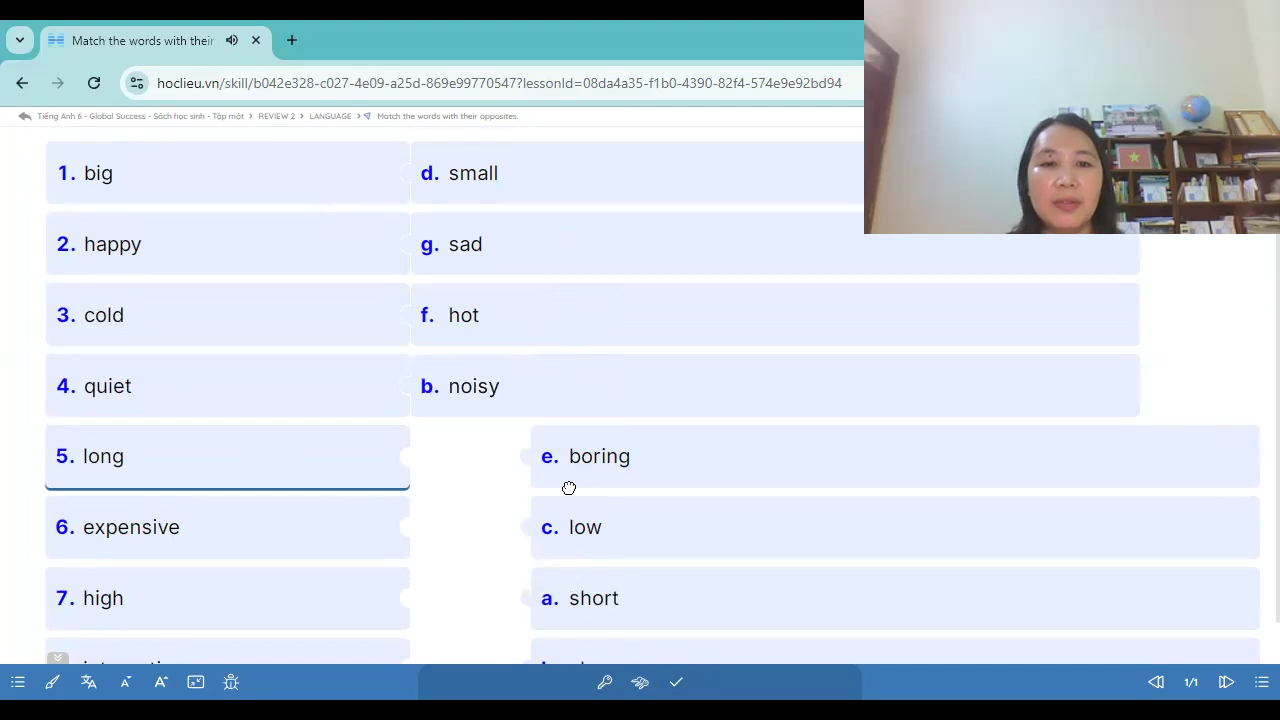 Match the words with their
hoclieu.vn/skill/b042e328-c027-4e09-a25d-869e99770547?lessonId=08da4a35-f1b0-4390-82f4-574e9e92bd94
Tiếng Anh 6 - Global Success - Sách học sinh - Tập một > REVIEW 2 > LANGUAGE > Match the words with their opposites.
1. big d. small
2. happy g. sad
3. cold f. hot
4. quiet b. noisy
5. long e. boring
6. expensive c. low
7. high a. short
1/1